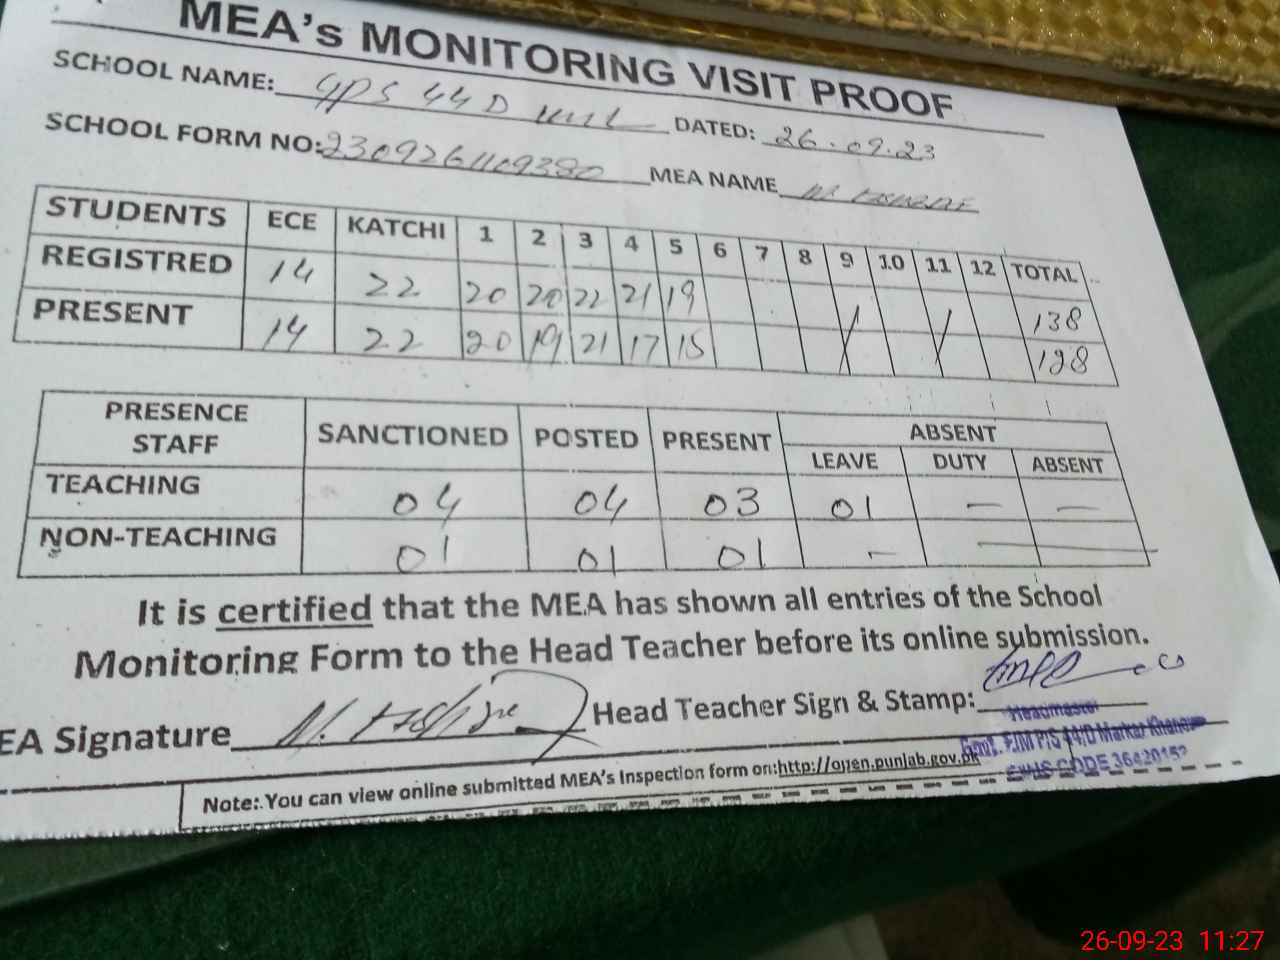 MEA's MONITORING VISIT PROOF
SCHOOL NAME: GPS 44 D DATED: 26.09.23
SCHOOL FORM NO: 2309261109380 MEA NAME
STUDENTS ECE KATCHI 1 2 3 4 5 6 7 8 9 10 11 12 TOTAL
REGISTRED 14 22 20 20 22 21 19 138
PRESENT 14 22 20 19 21 17 15 128
PRESENCE STAFF SANCTIONED POSTED PRESENT ABSENT
LEAVE DUTY ABSENT
TEACHING 04 04 03 01 — —
NON-TEACHING 01 01 01 — —
It is certified that the MEA has shown all entries of the School
Monitoring Form to the Head Teacher before its online submission.
EA Signature Head Teacher Sign & Stamp:
Headmaster
Govt. P/S 44/D
CODE 36420152
Note:.You can view online submitted MEA's Inspection form on:http://open.punjab.gov.pk
26-09-23 11:27